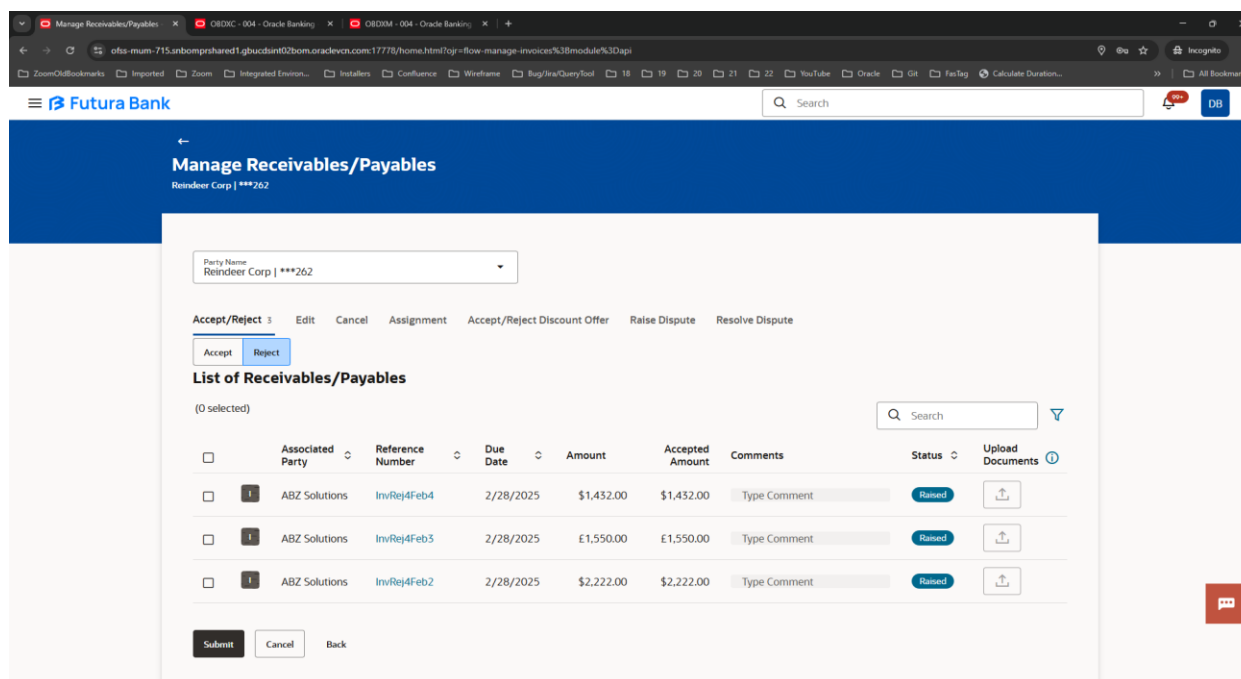 Manage Receivables/Payables
OBDXC - 004 - Oracle Banking
OBDXM - 004 - Oracle Banking
ofss-mum-715.snbomprshared1.gbucdsint02bom.oraclevcn.com:17778/home.html?ojr=flow-manage-invoices%3Bmodule%3Dapi
Incognito
ZoomOldBookmarks Imported Zoom Integrated Environ... Installers Confluence Wireframe Bug/Jira/QueryTool 18 19 20 21 22 YouTube Oracle Git FasTag Calculate Duration... » All Bookmar
Futura Bank
Search
99+
DB
Manage Receivables/Payables
Reindeer Corp | ***262
Party Name
Reindeer Corp | ***262
Accept/Reject 3 Edit Cancel Assignment Accept/Reject Discount Offer Raise Dispute Resolve Dispute
Accept Reject
List of Receivables/Payables
(0 selected)
Search
Associated Party Reference Number Due Date Amount Accepted Amount Comments Status Upload Documents
I ABZ Solutions InvRej4Feb4 2/28/2025 $1,432.00 $1,432.00 Type Comment Raised
I ABZ Solutions InvRej4Feb3 2/28/2025 £1,550.00 £1,550.00 Type Comment Raised
I ABZ Solutions InvRej4Feb2 2/28/2025 $2,222.00 $2,222.00 Type Comment Raised
Submit Cancel Back